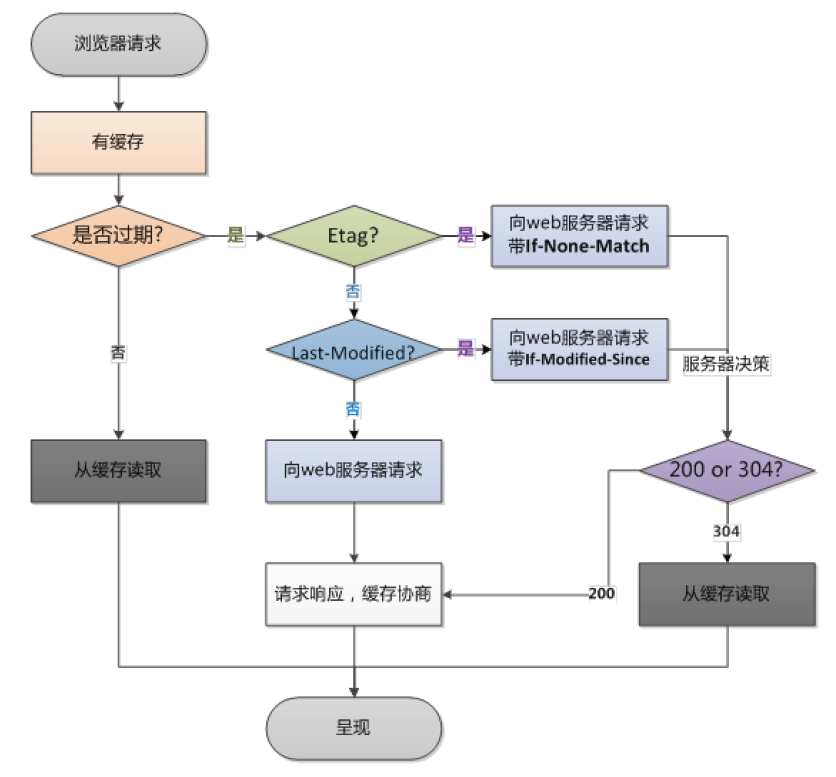 浏览器请求
有缓存
是否过期?
是
Etag?
是
向web服务器请求
带If-None-Match
否
否
Last-Modified?
是
向web服务器请求
带If-Modified-Since
服务器决策
否
从缓存读取
向web服务器请求
200 or 304?
304
请求响应，缓存协商
200
从缓存读取
呈现